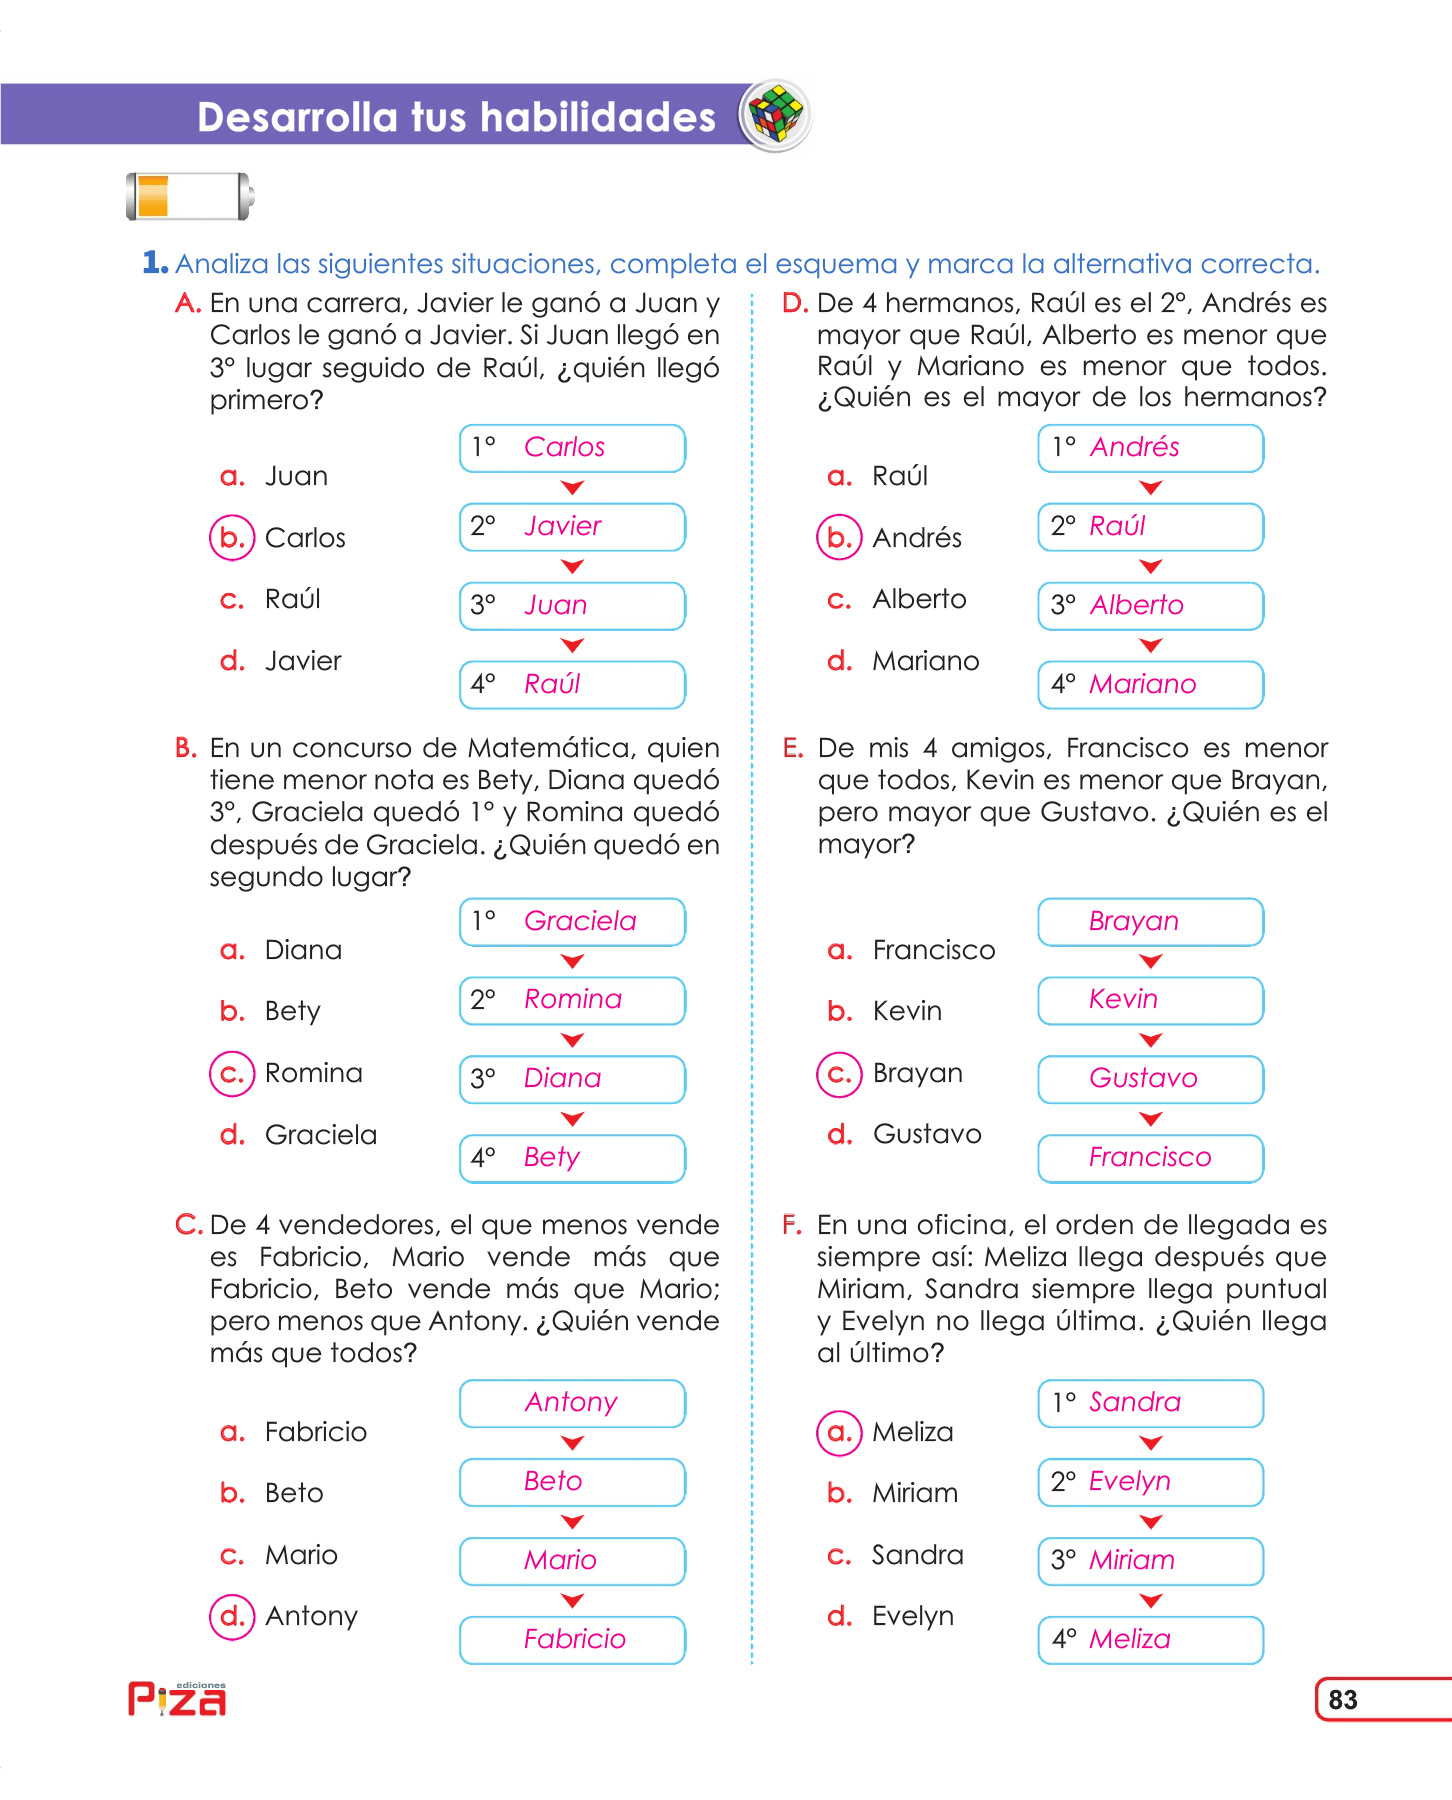 Desarrolla tus habilidades
1. Analiza las siguientes situaciones, completa el esquema y marca la alternativa correcta.
A. En una carrera, Javier le ganó a Juan y
Carlos le ganó a Javier. Si Juan llegó en
3° lugar seguido de Raúl, ¿quién llegó
primero?
a. Juan
b. Carlos
c. Raúl
d. Javier
1° Carlos
2° Javier
3° Juan
4° Raúl
B. En un concurso de Matemática, quien
tiene menor nota es Bety, Diana quedó
3°, Graciela quedó 1° y Romina quedó
después de Graciela. ¿Quién quedó en
segundo lugar?
a. Diana
b. Bety
c. Romina
d. Graciela
1° Graciela
2° Romina
3° Diana
4° Bety
C. De 4 vendedores, el que menos vende
es Fabricio, Mario vende más que
Fabricio, Beto vende más que Mario;
pero menos que Antony. ¿Quién vende
más que todos?
a. Fabricio
b. Beto
c. Mario
d. Antony
Antony
Beto
Mario
Fabricio
D. De 4 hermanos, Raúl es el 2°, Andrés es
mayor que Raúl, Alberto es menor que
Raúl y Mariano es menor que todos.
¿Quién es el mayor de los hermanos?
a. Raúl
b. Andrés
c. Alberto
d. Mariano
1° Andrés
2° Raúl
3° Alberto
4° Mariano
E. De mis 4 amigos, Francisco es menor
que todos, Kevin es menor que Brayan,
pero mayor que Gustavo. ¿Quién es el
mayor?
a. Francisco
b. Kevin
c. Brayan
d. Gustavo
Brayan
Kevin
Gustavo
Francisco
F. En una oficina, el orden de llegada es
siempre así: Meliza llega después que
Miriam, Sandra siempre llega puntual
y Evelyn no llega última. ¿Quién llega
al último?
a. Meliza
b. Miriam
c. Sandra
d. Evelyn
1° Sandra
2° Evelyn
3° Miriam
4° Meliza
ediciones
Piza
83